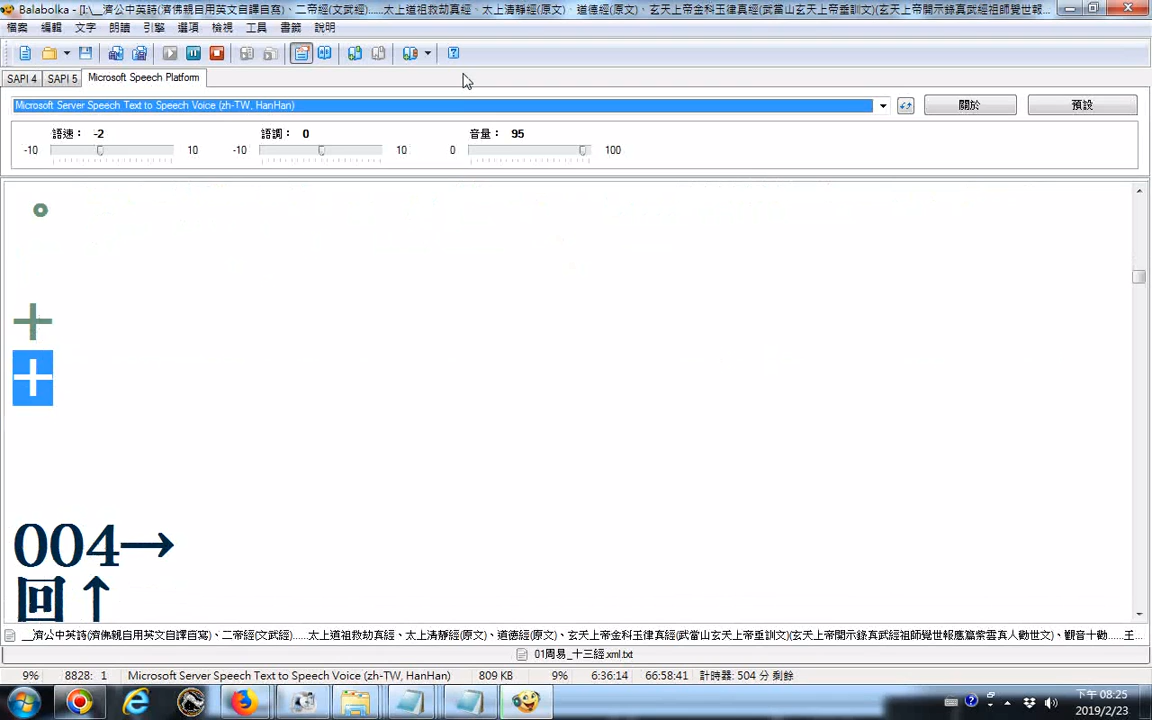 Balabolka - [J:\__濟公中英詩(濟佛親自用英文自譯自寫)、二帝經(文武經).....太上道祖救劫真經、太上清靜經(原文)、道德經(原文)、玄天上帝金科玉律真經(武當山玄天上帝垂訓文)(玄天上帝開示錄真武經祖師覺世報...
檔案 編輯 文字 朗讀 引擎 選項 檢視 工具 書籤 說明
SAPI 4 SAPI 5 Microsoft Speech Platform
Microsoft Server Speech Text to Speech Voice (zh-TW, HanHan) 關於 預設
語速： -2 語調： 0 音量： 95
-10 10 -10 10 0 100
。
十
十
004→
回↑
__濟公中英詩(濟佛親自用英文自譯自寫)、二帝經(文武經).....太上道祖救劫真經、太上清靜經(原文)、道德經(原文)、玄天上帝金科玉律真經(武當山玄天上帝垂訓文)(玄天上帝開示錄真武經祖師覺世報應篇紫雲真人勸世文)、觀音十勸......王...
01周易_十三經.xml.txt
9% 8828: 1 Microsoft Server Speech Text to Speech Voice (zh-TW, HanHan) 809 KB 9% 6:36:14 66:58:41 計時器: 504 分 剩餘
下午 08:25
2019/2/23